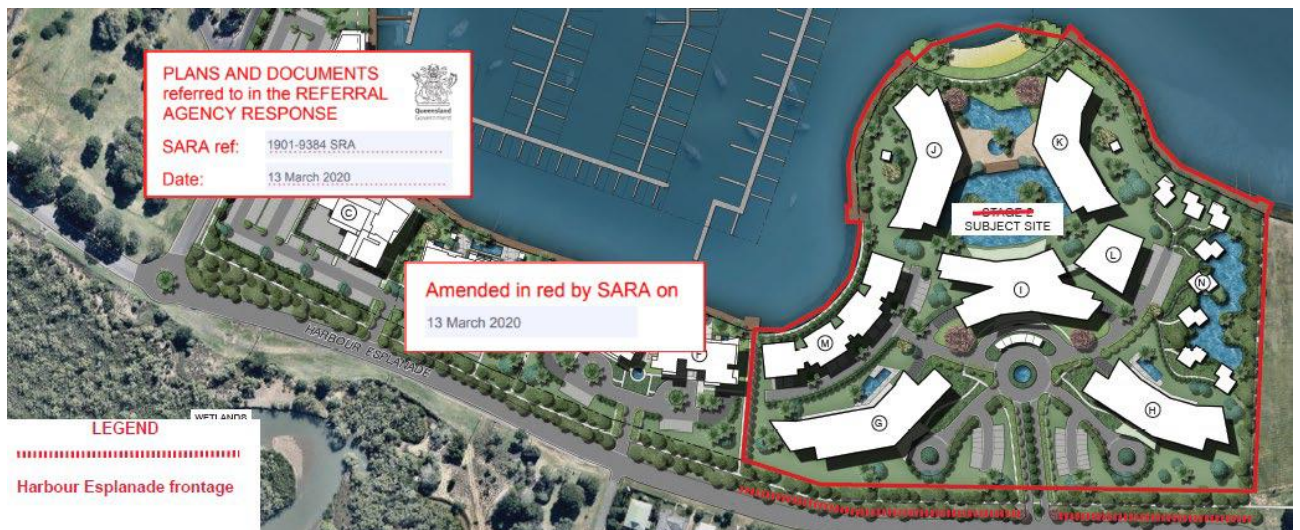 PLANS AND DOCUMENTS
referred to in the REFERRAL
AGENCY RESPONSE
Queensland
Government
SARA ref: 1901-9384 SRA
Date: 13 March 2020
Amended in red by SARA on
13 March 2020
C
F
HARBOUR ESPLANADE
WETLANDS
LEGEND
Harbour Esplanade frontage
J
K
STAGE 2
SUBJECT SITE
L
I
N
M
G
H